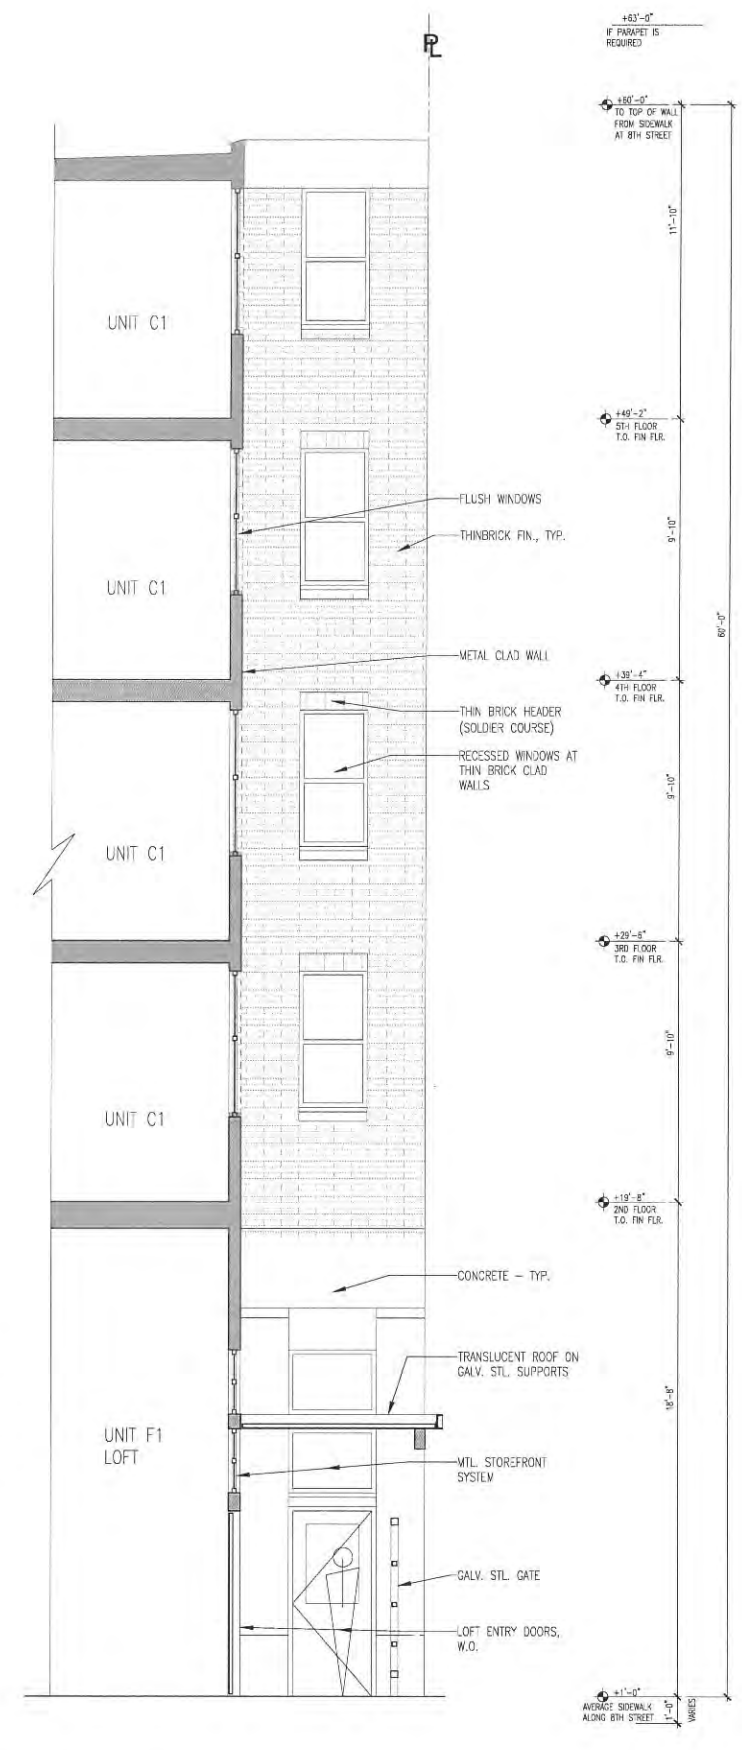 PL
+63'-0"
IF PARAPET IS
REQUIRED
+60'-0"
TO TOP OF WALL
FROM SIDEWALK
AT 8TH STREET
11'-10"
UNIT C1
+49'-2"
5TH FLOOR
T.O. FIN FLR.
FLUSH WINDOWS
THINBRICK FIN., TYP.
9'-10"
UNIT C1
60'-0"
METAL CLAD WALL
+39'-4"
4TH FLOOR
T.O. FIN FLR.
THIN BRICK HEADER
(SOLDIER COURSE)
RECESSED WINDOWS AT
THIN BRICK CLAD
WALLS
9'-10"
UNIT C1
+29'-6"
3RD FLOOR
T.O. FIN FLR.
9'-10"
UNIT C1
+19'-8"
2ND FLOOR
T.O. FIN FLR.
CONCRETE – TYP.
TRANSLUCENT ROOF ON
GALV. STL. SUPPORTS
18'-8"
UNIT F1
LOFT
MTL. STOREFRONT
SYSTEM
GALV. STL. GATE
LOFT ENTRY DOORS,
W.O.
+1'-0"
AVERAGE SIDEWALK
ALONG 8TH STREET
1'-0"
VARIES